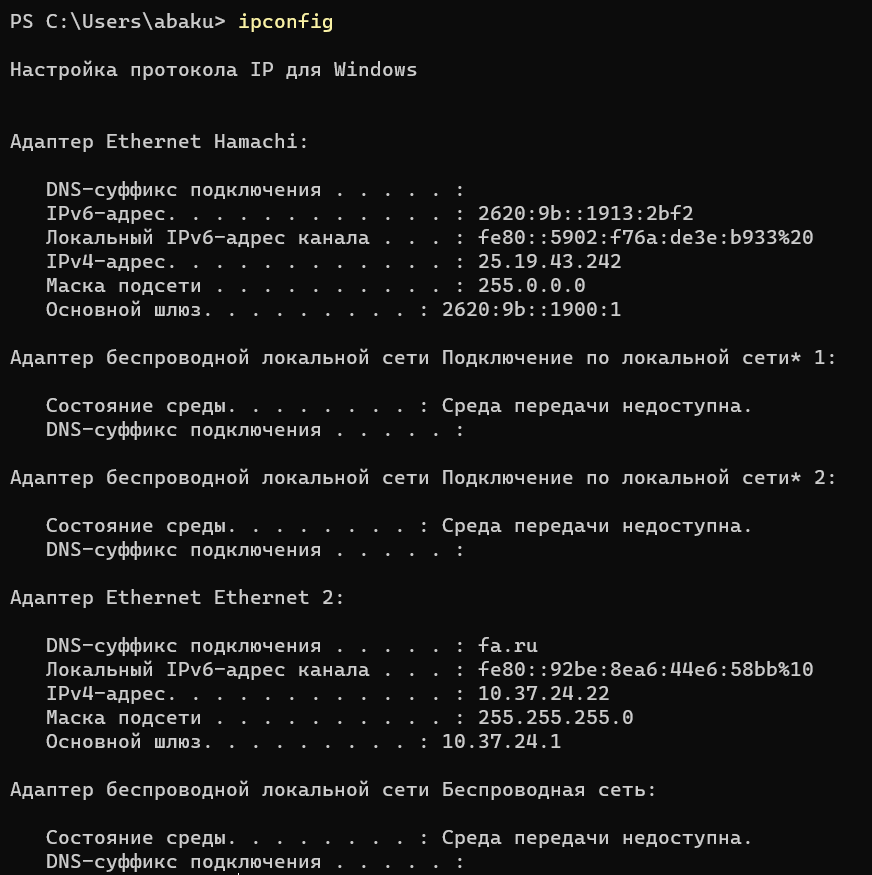 PS C:\Users\abaku> ipconfig
Настройка протокола IP для Windows
Адаптер Ethernet Hamachi:
DNS-суффикс подключения . . . . . :
IPv6-адрес. . . . . . . . . . . . : 2620:9b::1913:2bf2
Локальный IPv6-адрес канала . . . : fe80::5902:f76a:de3e:b933%20
IPv4-адрес. . . . . . . . . . . . : 25.19.43.242
Маска подсети . . . . . . . . . . : 255.0.0.0
Основной шлюз. . . . . . . . . : 2620:9b::1900:1
Адаптер беспроводной локальной сети Подключение по локальной сети* 1:
Состояние среды. . . . . . . . : Среда передачи недоступна.
DNS-суффикс подключения . . . . . :
Адаптер беспроводной локальной сети Подключение по локальной сети* 2:
Состояние среды. . . . . . . . : Среда передачи недоступна.
DNS-суффикс подключения . . . . . :
Адаптер Ethernet Ethernet 2:
DNS-суффикс подключения . . . . . : fa.ru
Локальный IPv6-адрес канала . . . : fe80::92be:8ea6:44e6:58bb%10
IPv4-адрес. . . . . . . . . . . . : 10.37.24.22
Маска подсети . . . . . . . . . . : 255.255.255.0
Основной шлюз. . . . . . . . . : 10.37.24.1
Адаптер беспроводной локальной сети Беспроводная сеть:
Состояние среды. . . . . . . . : Среда передачи недоступна.
DNS-суффикс подключения . . . . . :